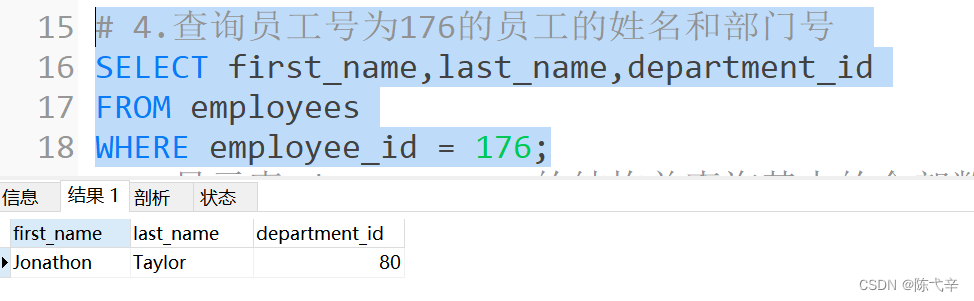 15 # 4.查询员工号为176的员工的姓名和部门号
16 SELECT first_name,last_name,department_id
17 FROM employees
18 WHERE employee_id = 176;
信息 结果 1 剖析 状态
first_name last_name department_id
Jonathon Taylor 80
CSDN @陈弋辛